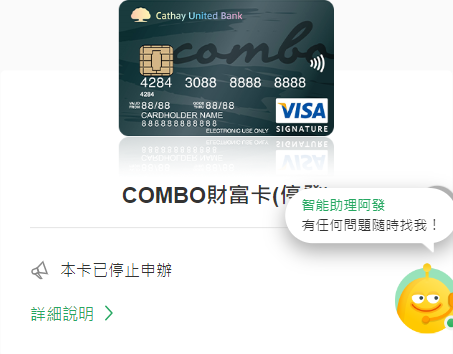 Cathay United Bank
combo
4284 3088 8888 8888
4284
VALID FROM 88/88 GOOD THRU 88/88
CARDHOLDER NAME
888888888888
ELECTRONIC USE ONLY
VISA
SIGNATURE
COMBO財富卡(停
智能助理阿發
有任何問題隨時找我！
本卡已停止申辦
詳細說明